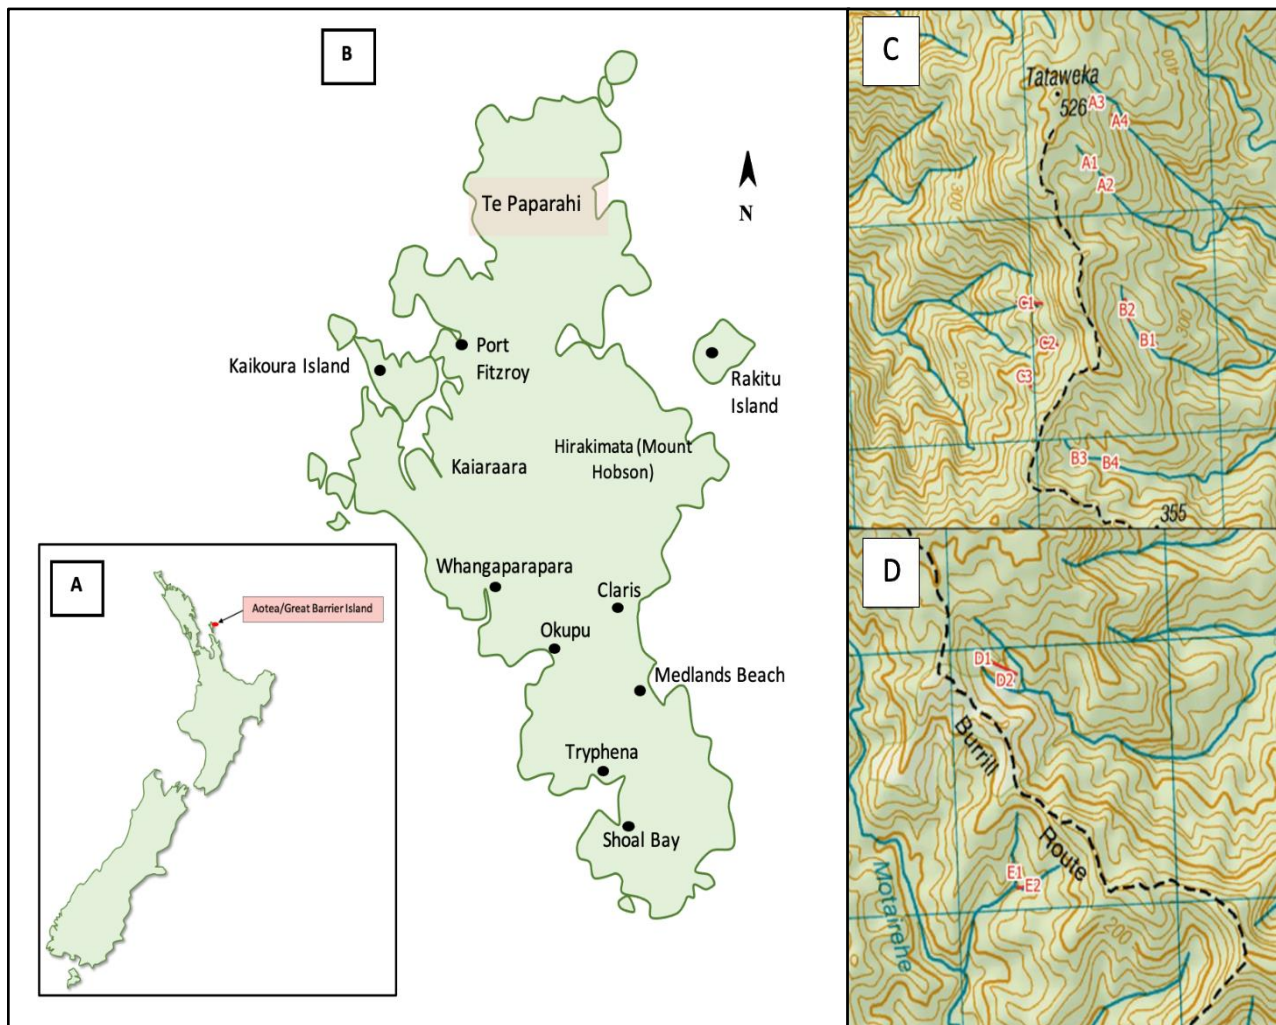 B
Te Paparahi
N
Port
Fitzroy
Kaikoura Island
Rakitu
Island
Hirakimata (Mount
Hobson)
Kaiaraara
Whangaparapara
Claris
Okupu
Medlands Beach
Tryphena
Shoal Bay
A
Aotea/Great Barrier Island
C
Tataweka
526
400
A3
A4
A1
A2
300
C1
B2
300
C2
B1
200
C3
B3
B4
355
D
D1
D2
Burrill
Route
E1
E2
Motairehe
200